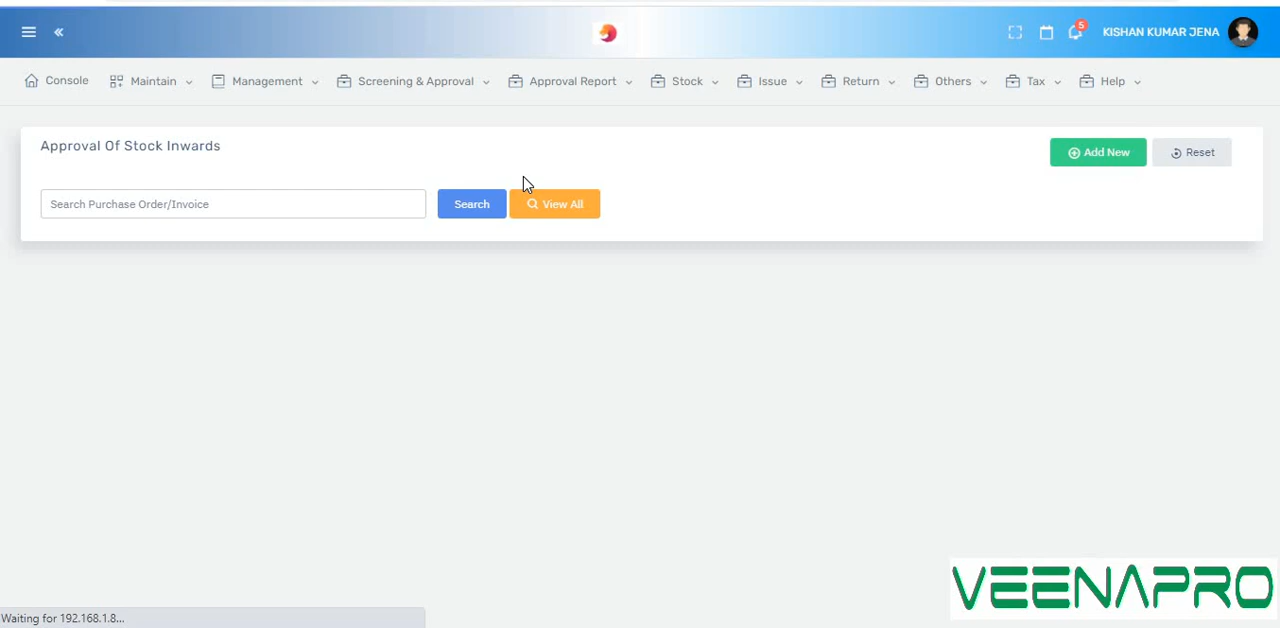 5
KISHAN KUMAR JENA
Console Maintain Management Screening & Approval Approval Report Stock Issue Return Others Tax Help
Approval Of Stock Inwards
Add New Reset
Search Purchase Order/Invoice Search View All
VEENAPRO
Waiting for 192.168.1.8...